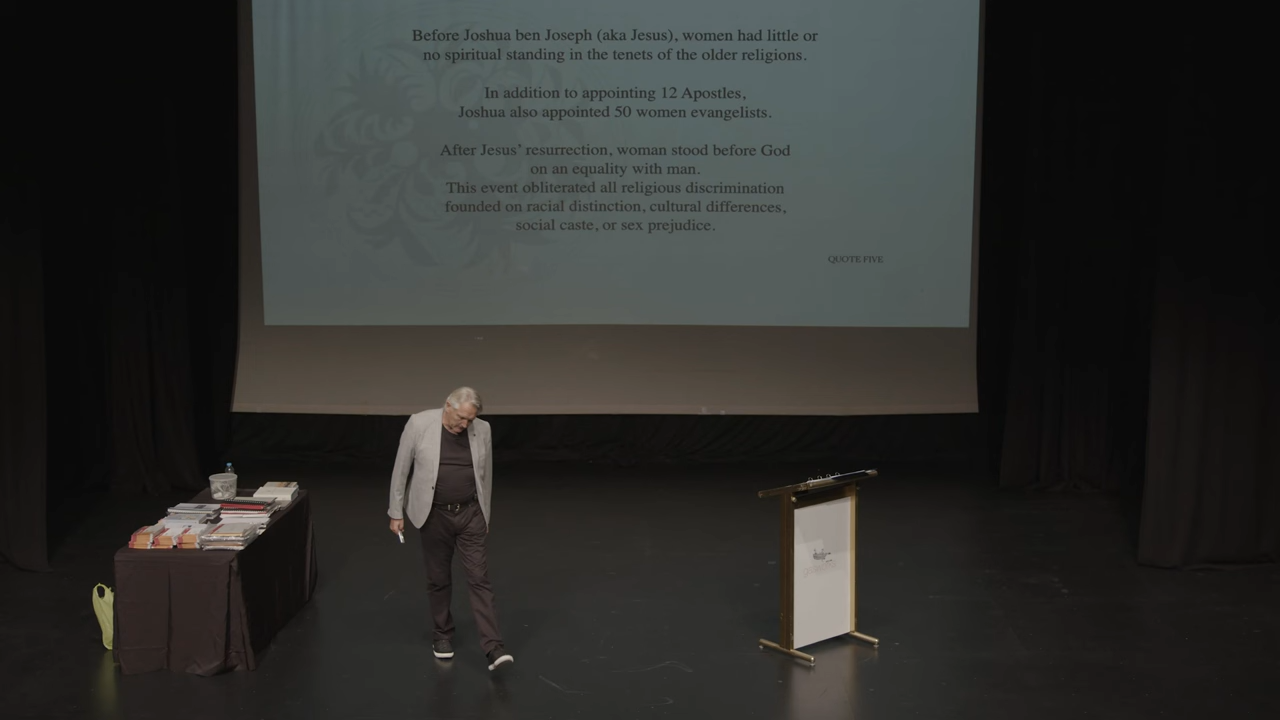 Before Joshua ben Joseph (aka Jesus), women had little or
no spiritual standing in the tenets of the older religions.
In addition to appointing 12 Apostles,
Joshua also appointed 50 women evangelists.
After Jesus' resurrection, woman stood before God
on an equality with man.
This event obliterated all religious discrimination
founded on racial distinction, cultural differences,
social caste, or sex prejudice.
QUOTE FIVE